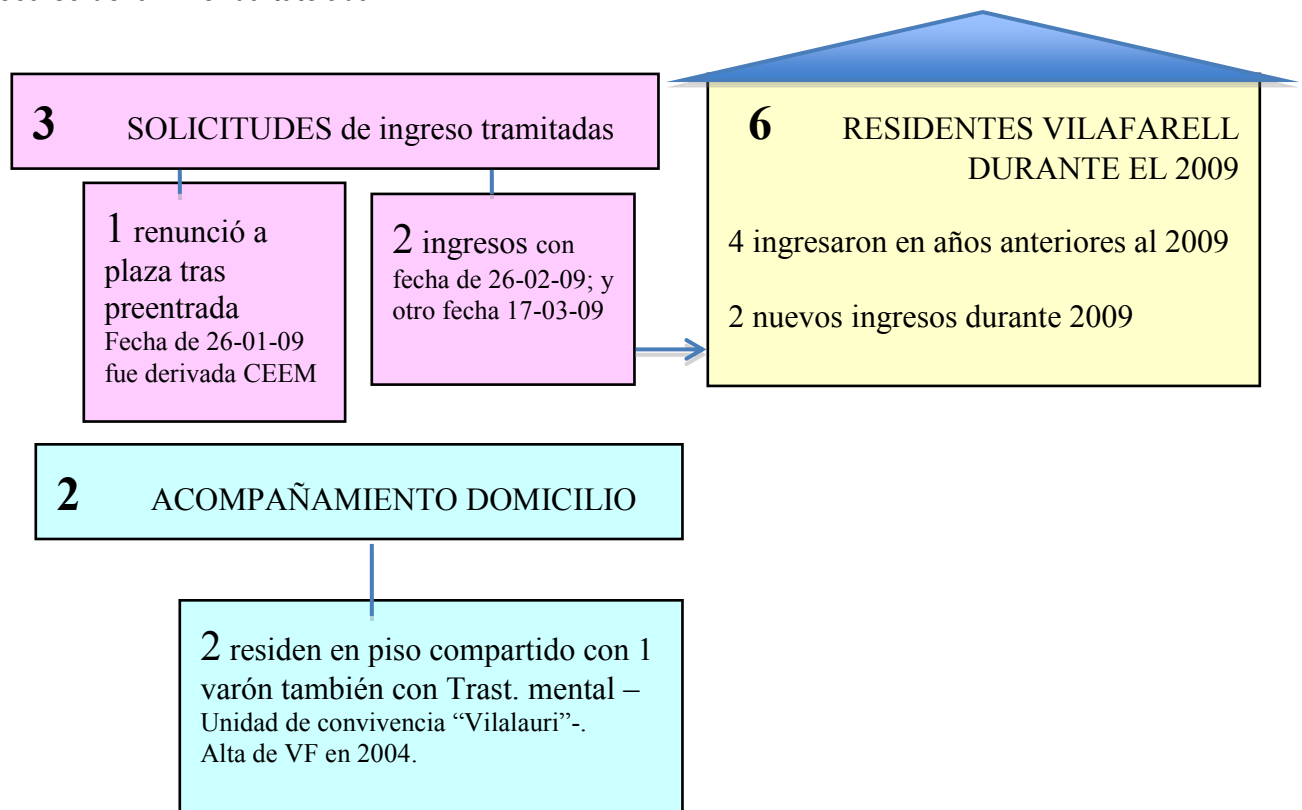 3 SOLICITUDES de ingreso tramitadas
1 renunció a
plaza tras
preentrada
Fecha de 26-01-09
fue derivada CEEM
2 ingresos con
fecha de 26-02-09; y
otro fecha 17-03-09
6 RESIDENTES VILAFARELL
DURANTE EL 2009
4 ingresaron en años anteriores al 2009
2 nuevos ingresos durante 2009
2 ACOMPAÑAMIENTO DOMICILIO
2 residen en piso compartido con 1
varón también con Trast. mental –
Unidad de convivencia “Vilalauri”-.
Alta de VF en 2004.